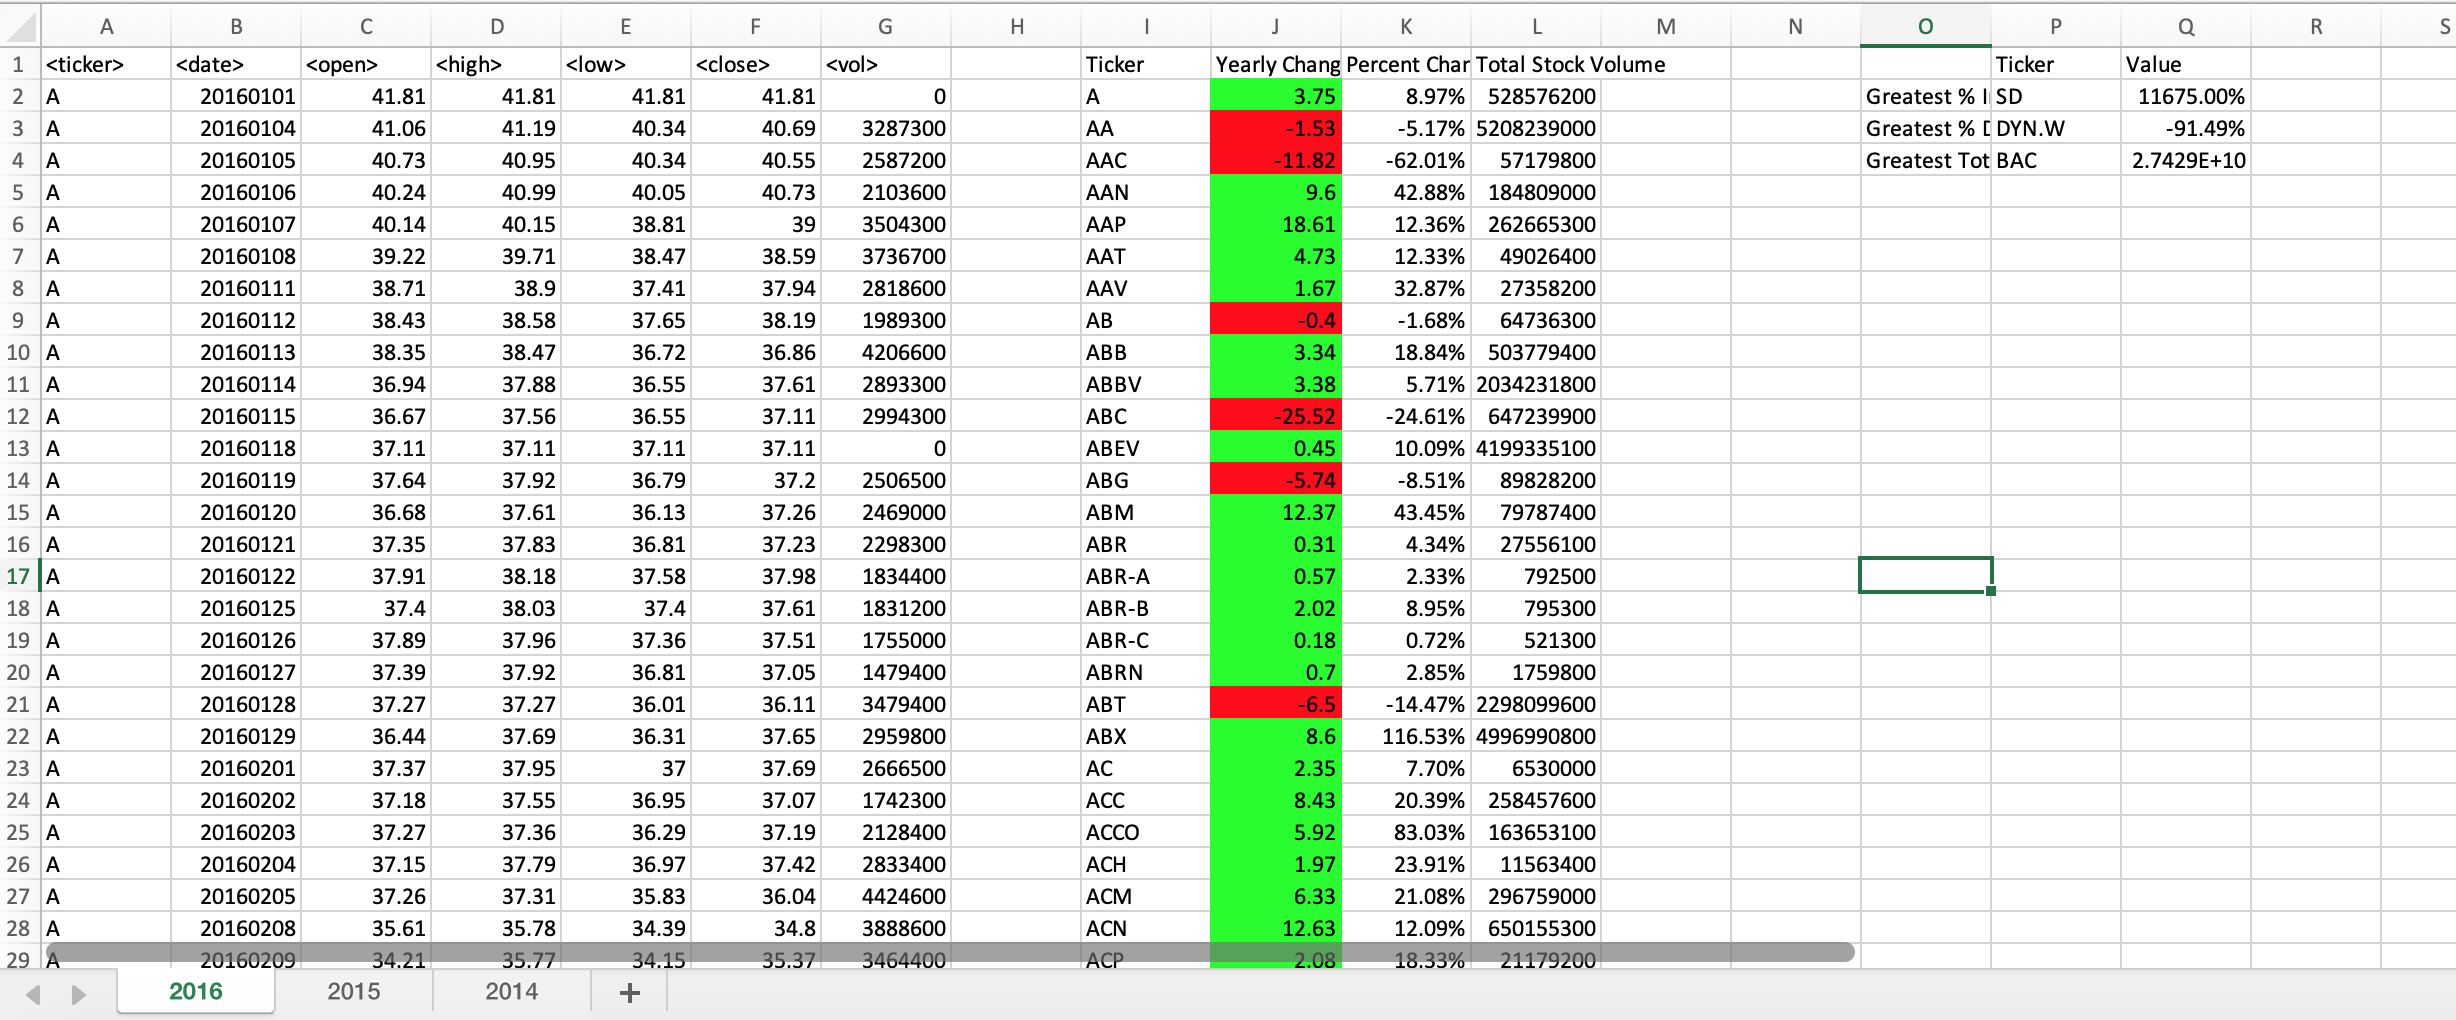 A B C D E F G H I J K L M N O P Q R S
1 <ticker> <date> <open> <high> <low> <close> <vol> Ticker Yearly Chang Percent Char Total Stock Volume Ticker Value
2 A 20160101 41.81 41.81 41.81 41.81 0 A 3.75 8.97% 528576200 Greatest % I SD 11675.00%
3 A 20160104 41.06 41.19 40.34 40.69 3287300 AA -1.53 -5.17% 5208239000 Greatest % D DYN.W -91.49%
4 A 20160105 40.73 40.95 40.34 40.55 2587200 AAC -11.82 -62.01% 57179800 Greatest Tot BAC 2.7429E+10
5 A 20160106 40.24 40.99 40.05 40.73 2103600 AAN 9.6 42.88% 184809000
6 A 20160107 40.14 40.15 38.81 39 3504300 AAP 18.61 12.36% 262665300
7 A 20160108 39.22 39.71 38.47 38.59 3736700 AAT 4.73 12.33% 49026400
8 A 20160111 38.71 38.9 37.41 37.94 2818600 AAV 1.67 32.87% 27358200
9 A 20160112 38.43 38.58 37.65 38.19 1989300 AB -0.4 -1.68% 64736300
10 A 20160113 38.35 38.47 36.72 36.86 4206600 ABB 3.34 18.84% 503779400
11 A 20160114 36.94 37.88 36.55 37.61 2893300 ABBV 3.38 5.71% 2034231800
12 A 20160115 36.67 37.56 36.55 37.11 2994300 ABC -25.52 -24.61% 647239900
13 A 20160118 37.11 37.11 37.11 37.11 0 ABEV 0.45 10.09% 4199335100
14 A 20160119 37.64 37.92 36.79 37.2 2506500 ABG -5.74 -8.51% 89828200
15 A 20160120 36.68 37.61 36.13 37.26 2469000 ABM 12.37 43.45% 79787400
16 A 20160121 37.35 37.83 36.81 37.23 2298300 ABR 0.31 4.34% 27556100
17 A 20160122 37.91 38.18 37.58 37.98 1834400 ABR-A 0.57 2.33% 792500
18 A 20160125 37.4 38.03 37.4 37.61 1831200 ABR-B 2.02 8.95% 795300
19 A 20160126 37.89 37.96 37.36 37.51 1755000 ABR-C 0.18 0.72% 521300
20 A 20160127 37.39 37.92 36.81 37.05 1479400 ABRN 0.7 2.85% 1759800
21 A 20160128 37.27 37.27 36.01 36.11 3479400 ABT -6.5 -14.47% 2298099600
22 A 20160129 36.44 37.69 36.31 37.65 2959800 ABX 8.6 116.53% 4996990800
23 A 20160201 37.37 37.95 37 37.69 2666500 AC 2.35 7.70% 6530000
24 A 20160202 37.18 37.55 36.95 37.07 1742300 ACC 8.43 20.39% 258457600
25 A 20160203 37.27 37.36 36.29 37.19 2128400 ACCO 5.92 83.03% 163653100
26 A 20160204 37.15 37.79 36.97 37.42 2833400 ACH 1.97 23.91% 11563400
27 A 20160205 37.26 37.31 35.83 36.04 4424600 ACM 6.33 21.08% 296759000
28 A 20160208 35.61 35.78 34.39 34.8 3888600 ACN 12.63 12.09% 650155300
29 A 20160209 34.21 35.77 34.15 35.37 3464400 ACP 2.08 18.33% 21179200
2016 2015 2014 +